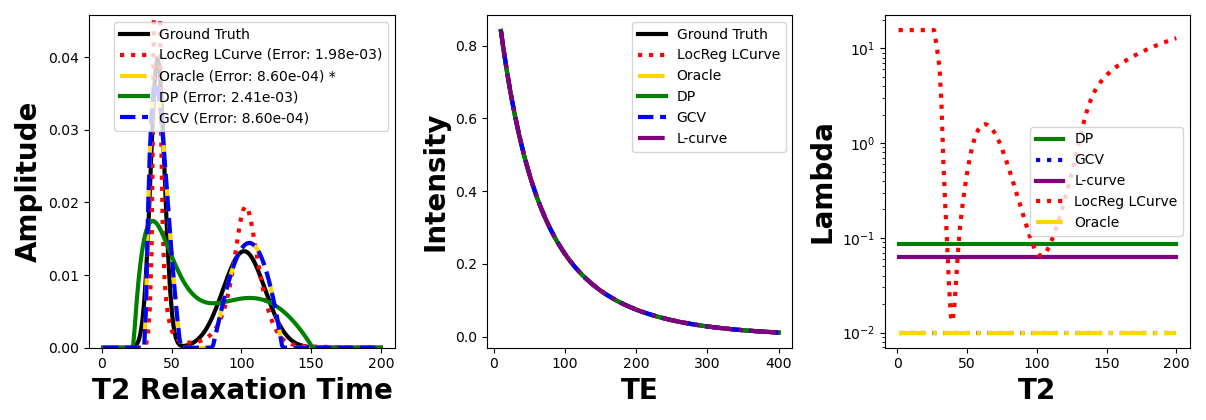 Amplitude
0.04
0.03
0.02
0.01
0.00
Ground Truth
LocReg LCurve (Error: 1.98e-03)
Oracle (Error: 8.60e-04) *
DP (Error: 2.41e-03)
GCV (Error: 8.60e-04)
0 50 100 150 200
T2 Relaxation Time
Intensity
0.8
0.6
0.4
0.2
0.0
Ground Truth
LocReg LCurve
Oracle
DP
GCV
L-curve
0 100 200 300 400
TE
Lambda
10¹
10⁰
10⁻¹
10⁻²
DP
GCV
L-curve
LocReg LCurve
Oracle
0 50 100 150 200
T2